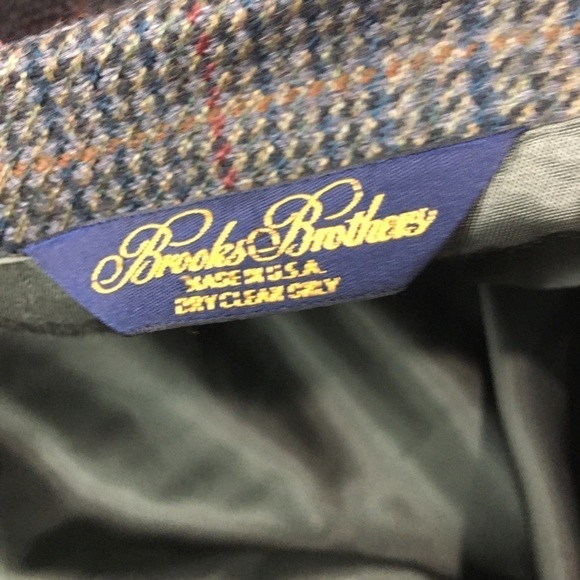 Brooks Brothers
MADE IN U.S.A.
DRY CLEAN ONLY